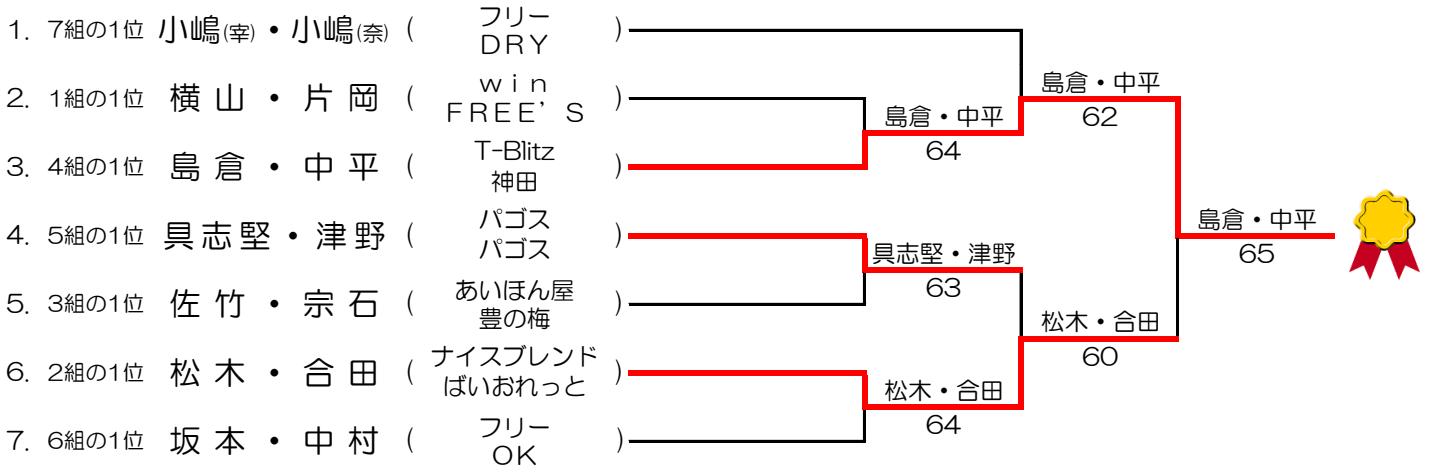 フリー
1. 7組の1位 小嶋(宰)・小嶋(奈) ( )
DRY
win
2. 1組の1位 横山・片岡 ( )
FREE'S
T-Blitz
3. 4組の1位 島倉・中平 ( )
神田
パゴス
4. 5組の1位 具志堅・津野 ( )
パゴス
あいほん屋
5. 3組の1位 佐竹・宗石 ( )
豊の梅
ナイスブレンド
6. 2組の1位 松木・合田 ( )
ばいおれっと
フリー
7. 6組の1位 坂本・中村 ( )
OK
島倉・中平
64
具志堅・津野
63
松木・合田
64
島倉・中平
62
松木・合田
60
島倉・中平
65